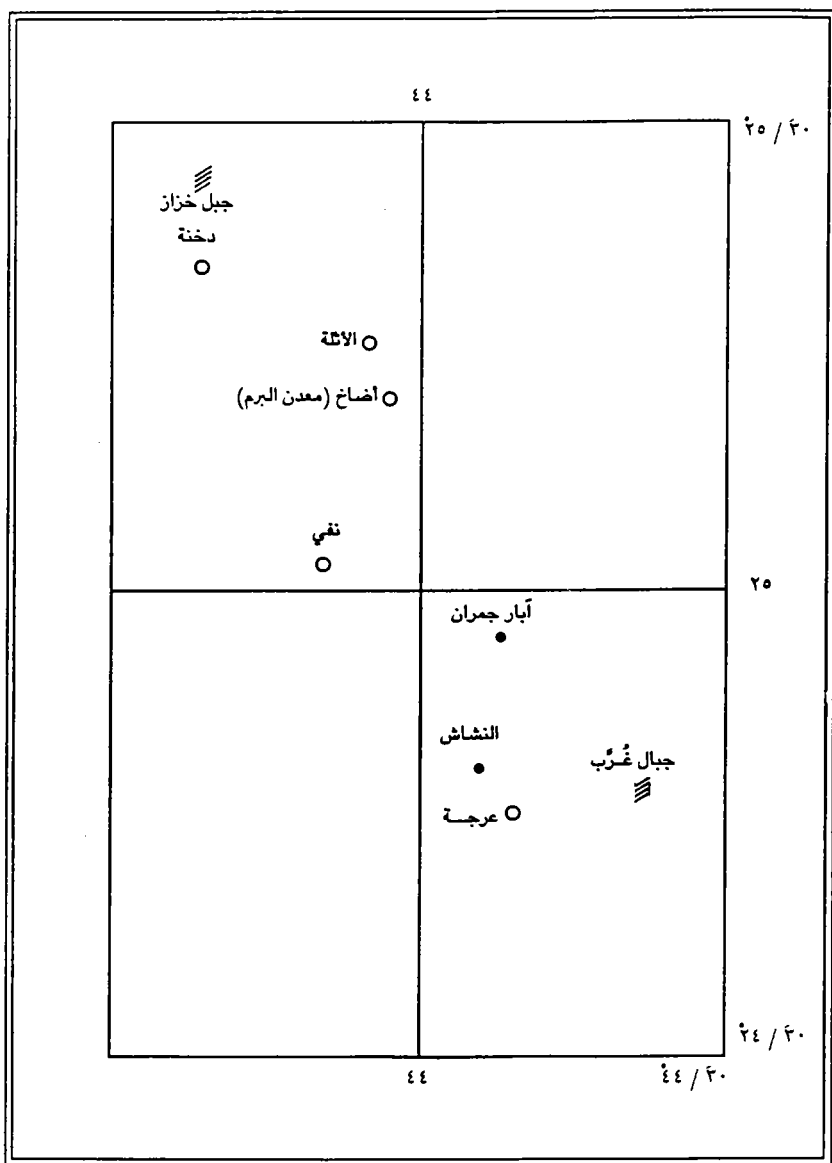 ٤٤
٢٥° / ٣٠َ
جبل خزاز
دخنة
الأثلة
أضاخ (معدن البرم)
نفي
٢٥
آبار جمران
النشاش
جبال غُرَّب
عرجــة
٢٤° / ٣٠َ
٤٤
٤٤° / ٣٠َ